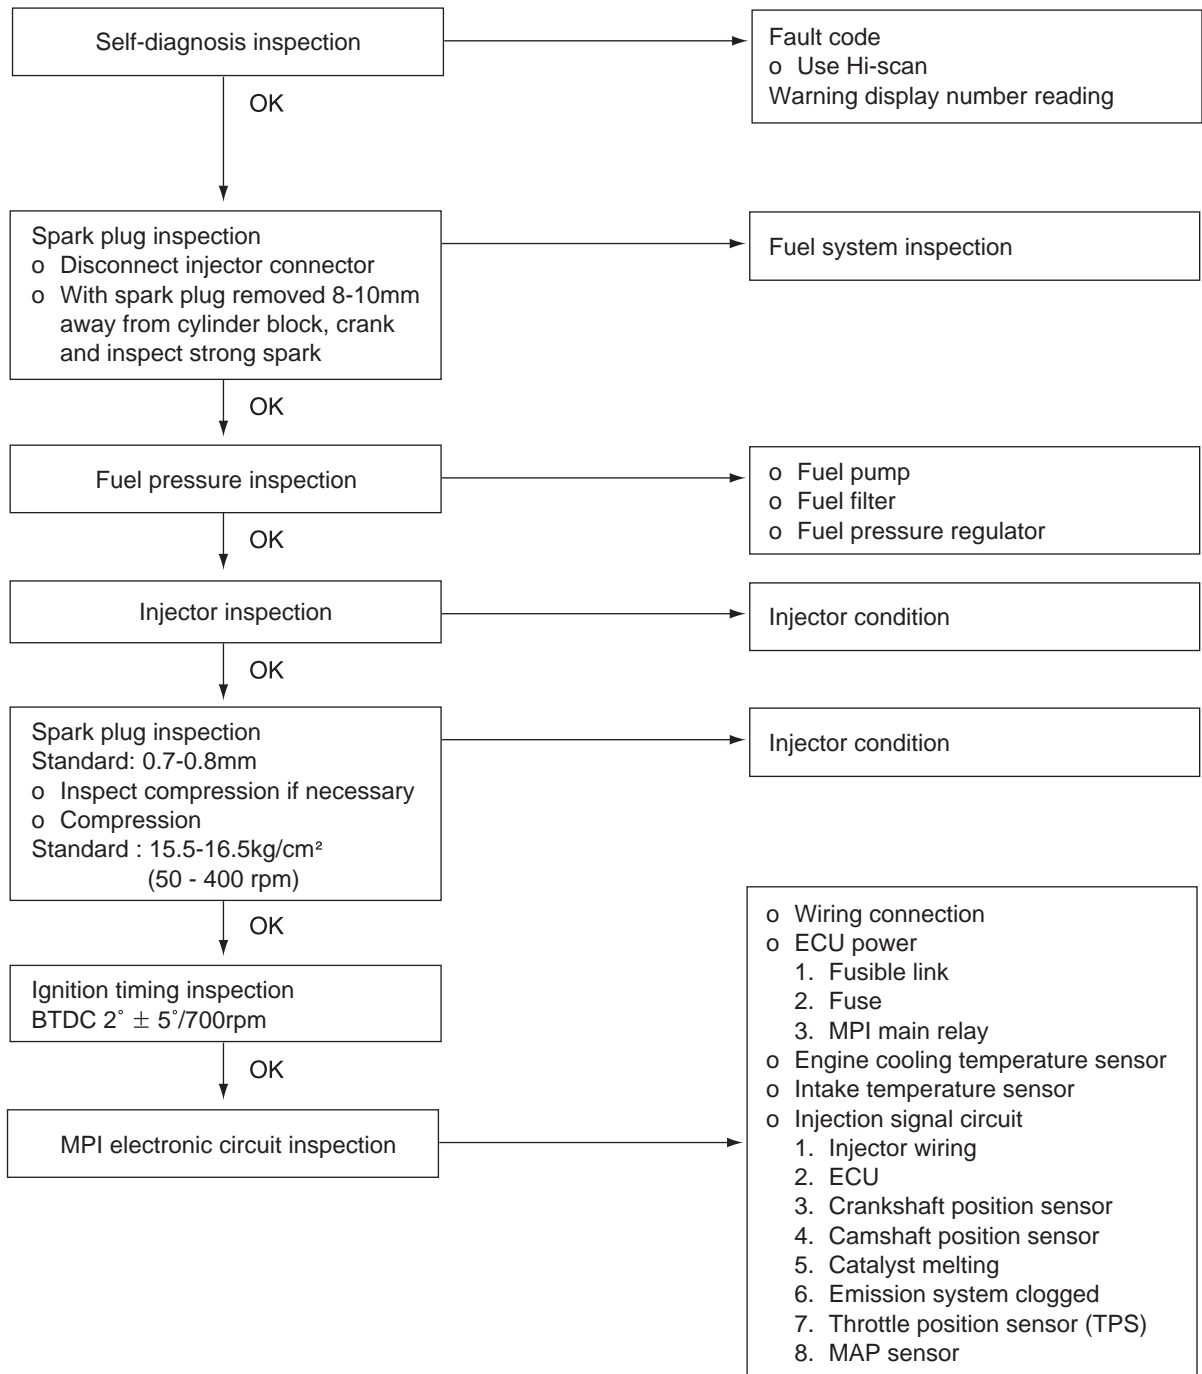 Self-diagnosis inspection
Fault code
o Use Hi-scan
Warning display number reading
OK
Spark plug inspection
o Disconnect injector connector
o With spark plug removed 8-10mm
away from cylinder block, crank
and inspect strong spark
Fuel system inspection
OK
Fuel pressure inspection
o Fuel pump
o Fuel filter
o Fuel pressure regulator
OK
Injector inspection
Injector condition
OK
Spark plug inspection
Standard: 0.7-0.8mm
o Inspect compression if necessary
o Compression
Standard : 15.5-16.5kg/cm²
(50 - 400 rpm)
Injector condition
OK
Ignition timing inspection
BTDC 2˚ ± 5˚/700rpm
OK
MPI electronic circuit inspection
o Wiring connection
o ECU power
1. Fusible link
2. Fuse
3. MPI main relay
o Engine cooling temperature sensor
o Intake temperature sensor
o Injection signal circuit
1. Injector wiring
2. ECU
3. Crankshaft position sensor
4. Camshaft position sensor
5. Catalyst melting
6. Emission system clogged
7. Throttle position sensor (TPS)
8. MAP sensor